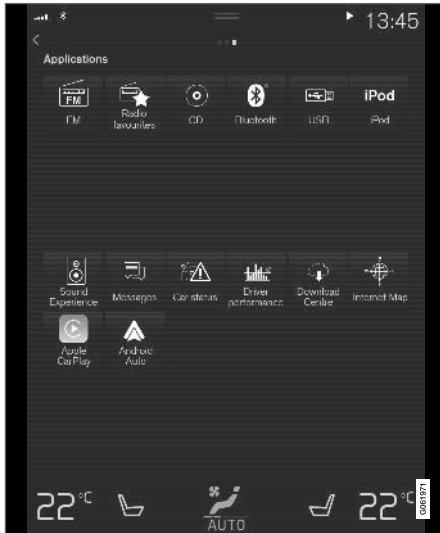 13:45
Applications
FM
FM
Radio favourites
CD
Bluetooth
USB
iPod
iPod
Sound Experience
Messages
Car status
Driver performance
Download Centre
Internet Map
Apple CarPlay
Android Auto
22°C
AUTO
22°C
G061971